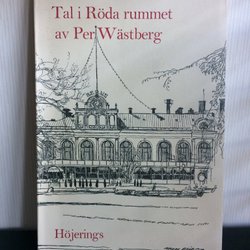 Tal i Röda rummet
av Per Wästberg
Höjerings